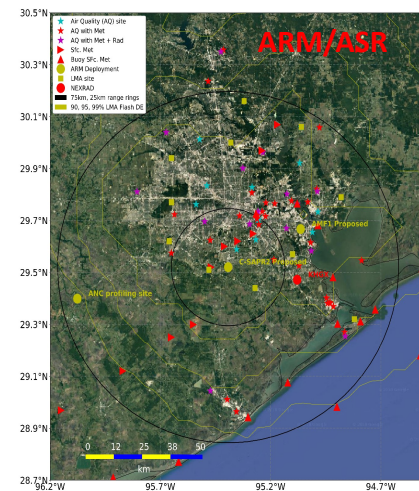 30.5°N
30.3°N
30.1°N
29.9°N
29.7°N
29.5°N
29.3°N
29.1°N
28.9°N
28.7°N
96.2°W
95.7°W
95.2°W
94.7°W
Air Quality (AQ) site
AQ with Met
AQ with Met + Rad
Sfc. Met
Buoy SFc. Met
ARM Deployment
LMA site
NEXRAD
75km, 25km range rings
90, 95, 99% LMA Flash DE
ARM/ASR
AMF1 Proposed
C-SAPR2 Proposed
ANC profiling site
0 12 25 38 50
km